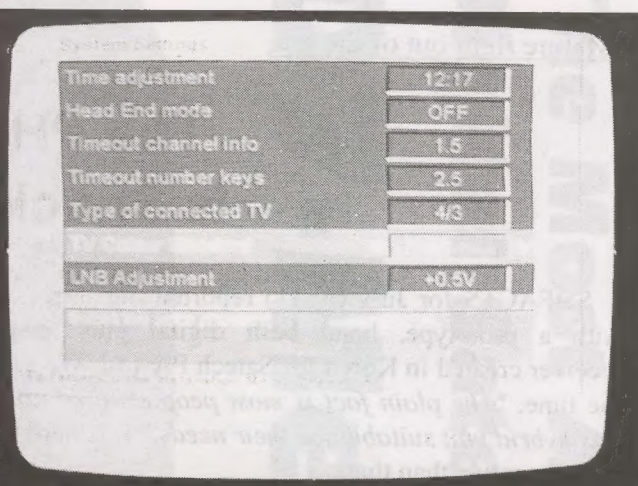 System Settings
Time adjustment 12:17
Head End mode OFF
Timeout channel info 1.5
Timeout number keys 2.5
Type of connected TV 4/3
LNB Adjustment +0.5V